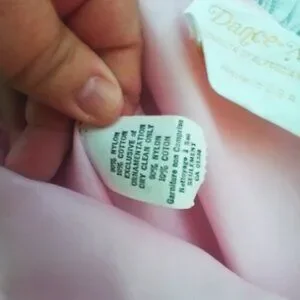 Dance-
90% NYLON
10% COTTON
EXCLUSIVE of
ORNAMENTATION
DRY CLEAN ONLY
90% NYLON
10% COTON
Garniture non Comprise
Nettoyage à Sec
SEULEMENT